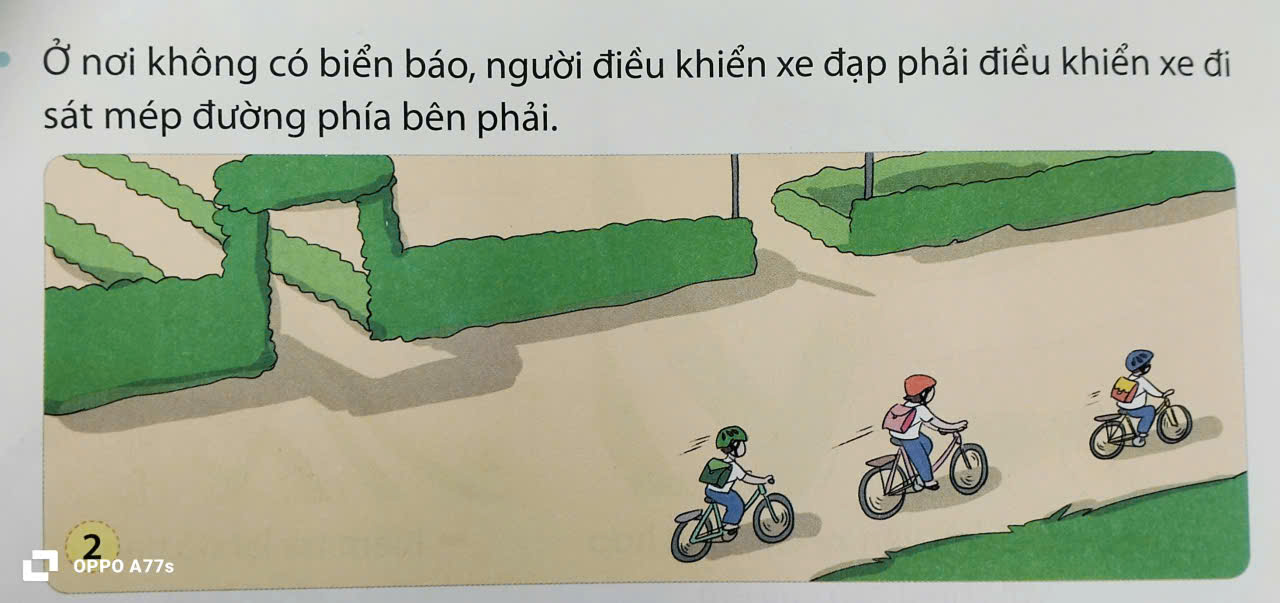 Ở nơi không có biển báo, người điều khiển xe đạp phải điều khiển xe đi
sát mép đường phía bên phải.
2
OPPO A77s